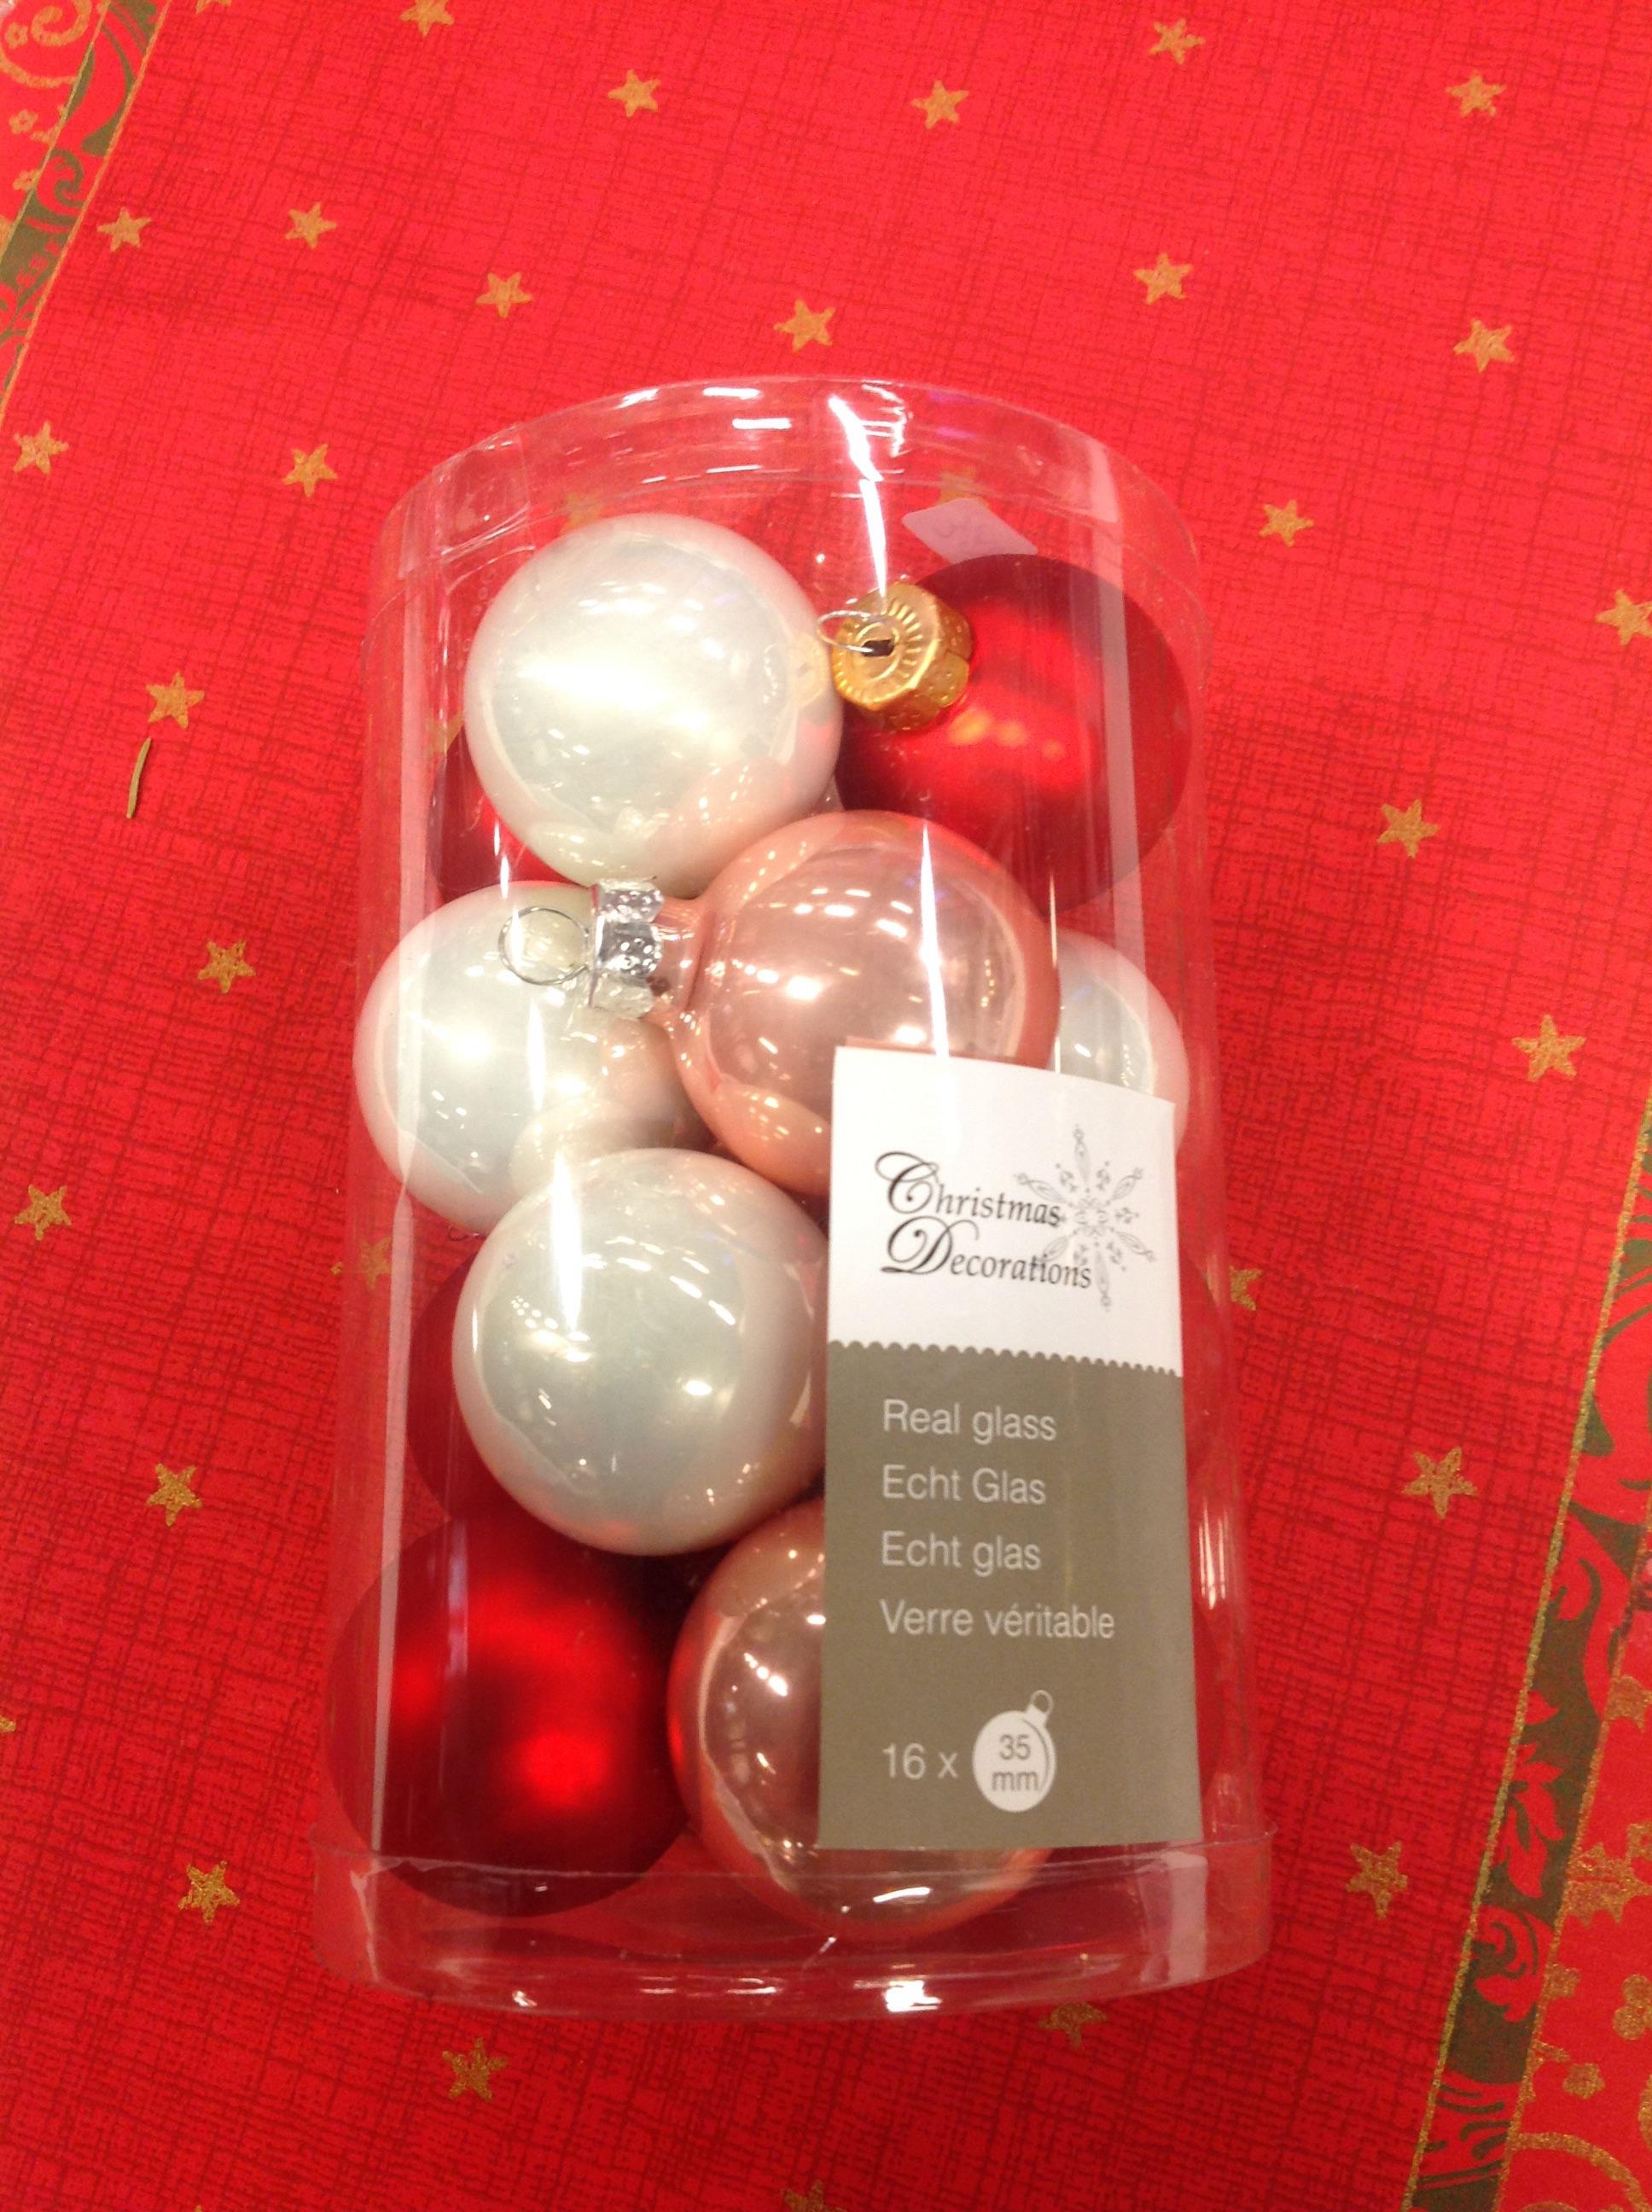 Christmas
Decorations
Real glass
Echt Glas
Echt glas
Verre véritable
16 x 35
mm